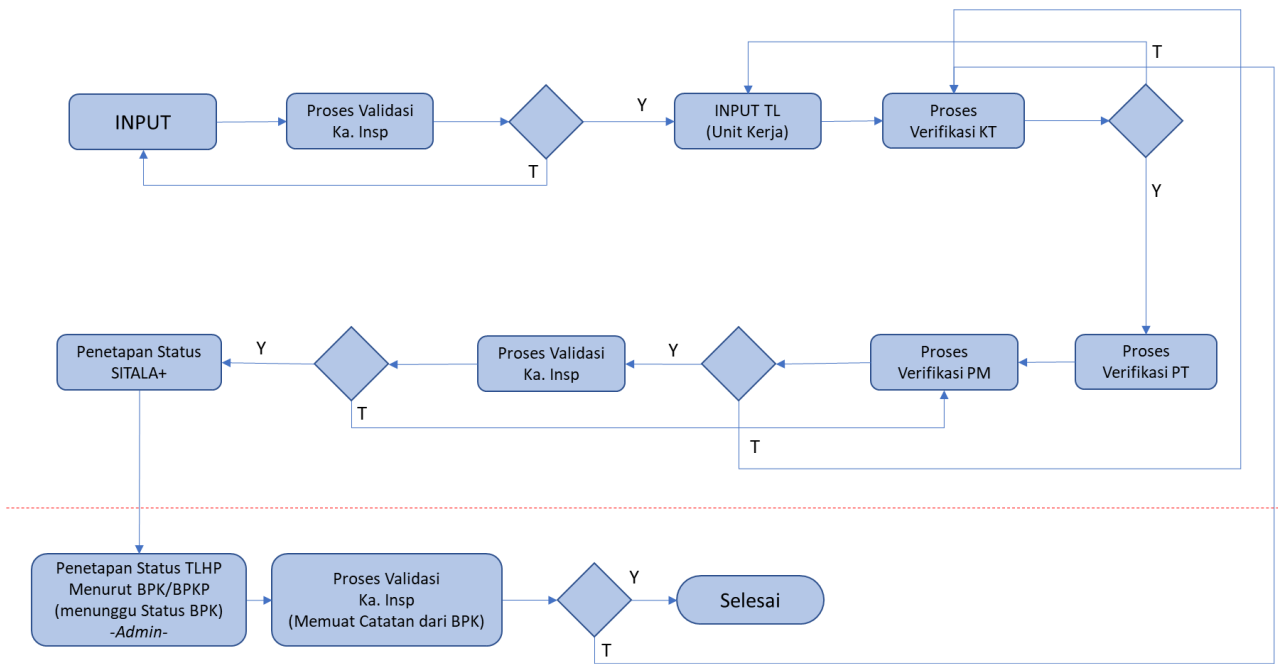 T
INPUT
Proses Validasi
Ka. Insp
Y
INPUT TL
(Unit Kerja)
Proses
Verifikasi KT
T
Y
Penetapan Status
SITALA+
Y
Proses Validasi
Ka. Insp
Y
Proses
Verifikasi PM
Proses
Verifikasi PT
T
T
Penetapan Status TLHP
Menurut BPK/BPKP
(menunggu Status BPK)
-Admin-
Proses Validasi
Ka. Insp
(Memuat Catatan dari BPK)
Y
Selesai
T